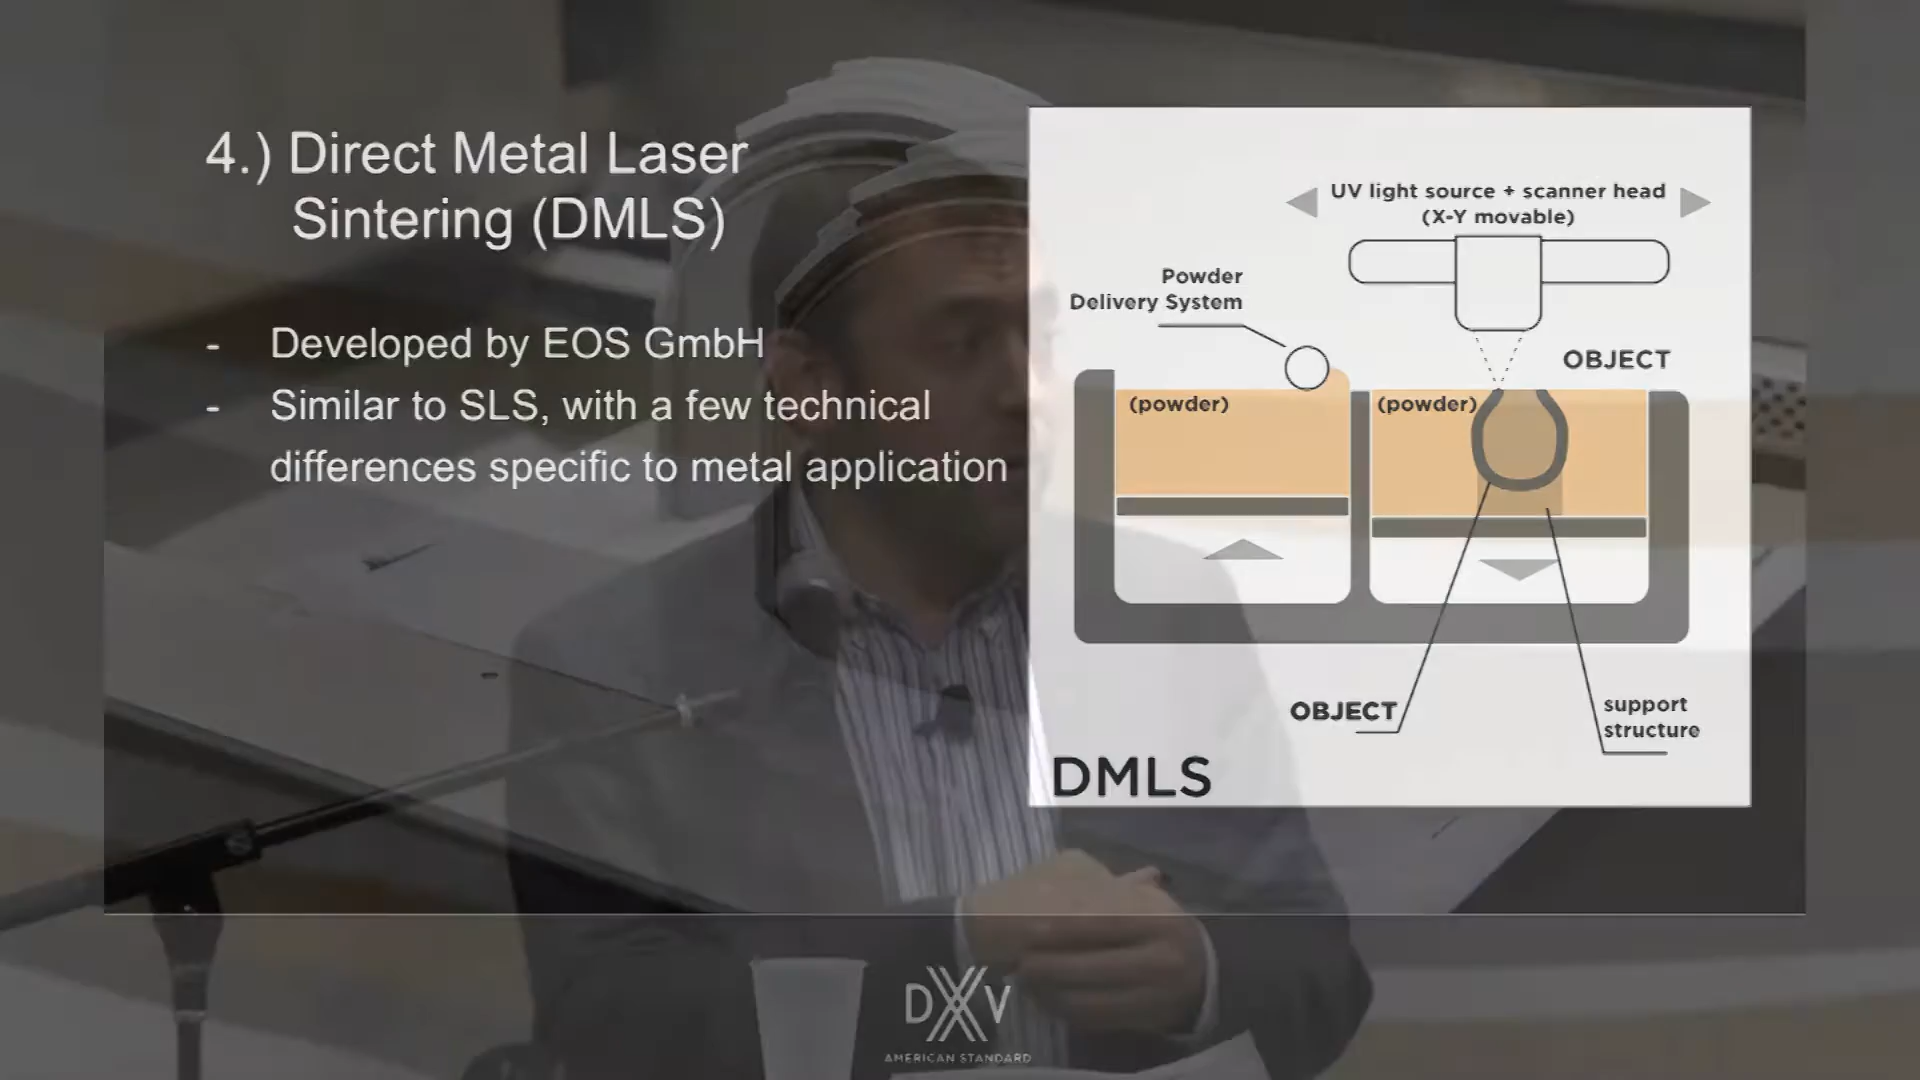 4.) Direct Metal Laser
Sintering (DMLS)
- Developed by EOS GmbH
- Similar to SLS, with a few technical
differences specific to metal application
UV light source + scanner head
(X-Y movable)
Powder
Delivery System
OBJECT
(powder)
(powder)
OBJECT
support
structure
DMLS
DXV
AMERICAN STANDARD